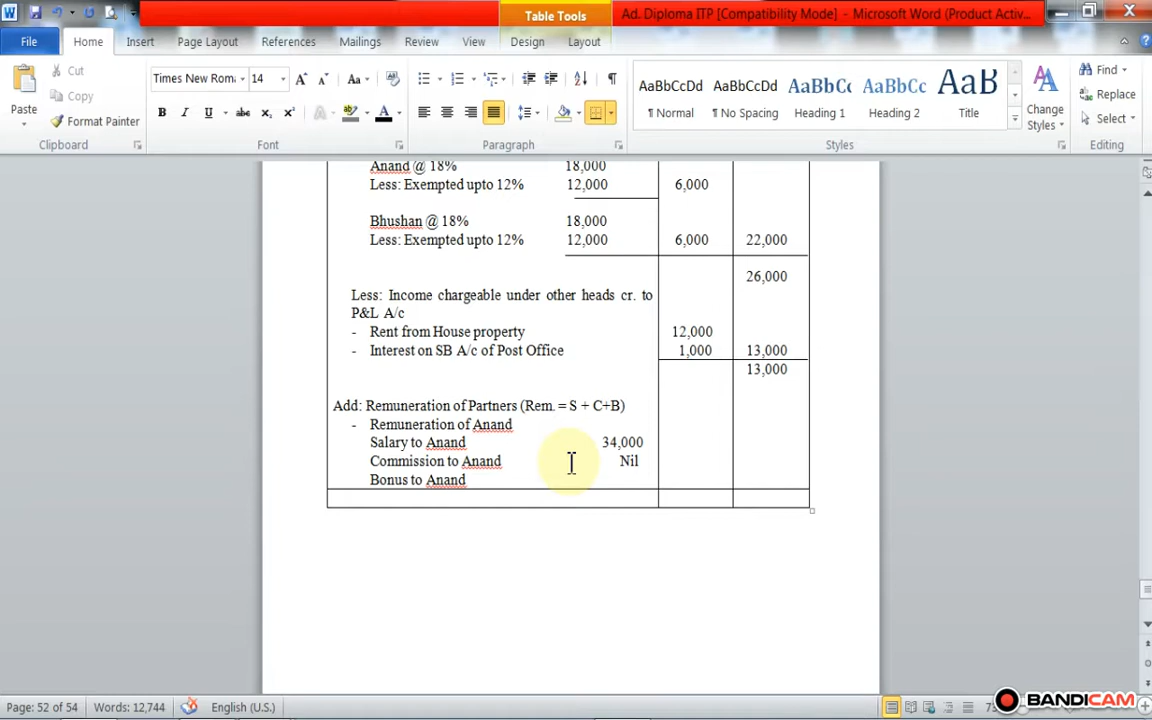 Table Tools
Ad. Diploma ITP [Compatibility Mode] - Microsoft Word (Product Activ...
File Home Insert Page Layout References Mailings Review View Design Layout
Cut
Copy
Format Painter
Paste
Times New Rom: 14
AaBbCcDd AaBbCcDd AaBbCc AaBbCc AaB
¶ Normal ¶ No Spacing Heading 1 Heading 2 Title
Change Styles
Find
Replace
Select
Clipboard Font Paragraph Styles Editing
Anand @ 18% 18,000
Less: Exempted upto 12% 12,000 6,000
Bhushan @ 18% 18,000
Less: Exempted upto 12% 12,000 6,000 22,000
26,000
Less: Income chargeable under other heads cr. to
P&L A/c
- Rent from House property 12,000
- Interest on SB A/c of Post Office 1,000 13,000
13,000
Add: Remuneration of Partners (Rem. = S + C+B)
- Remuneration of Anand
Salary to Anand 34,000
Commission to Anand Nil
Bonus to Anand
Page: 52 of 54 Words: 12,744 English (U.S.)
BANDICAM